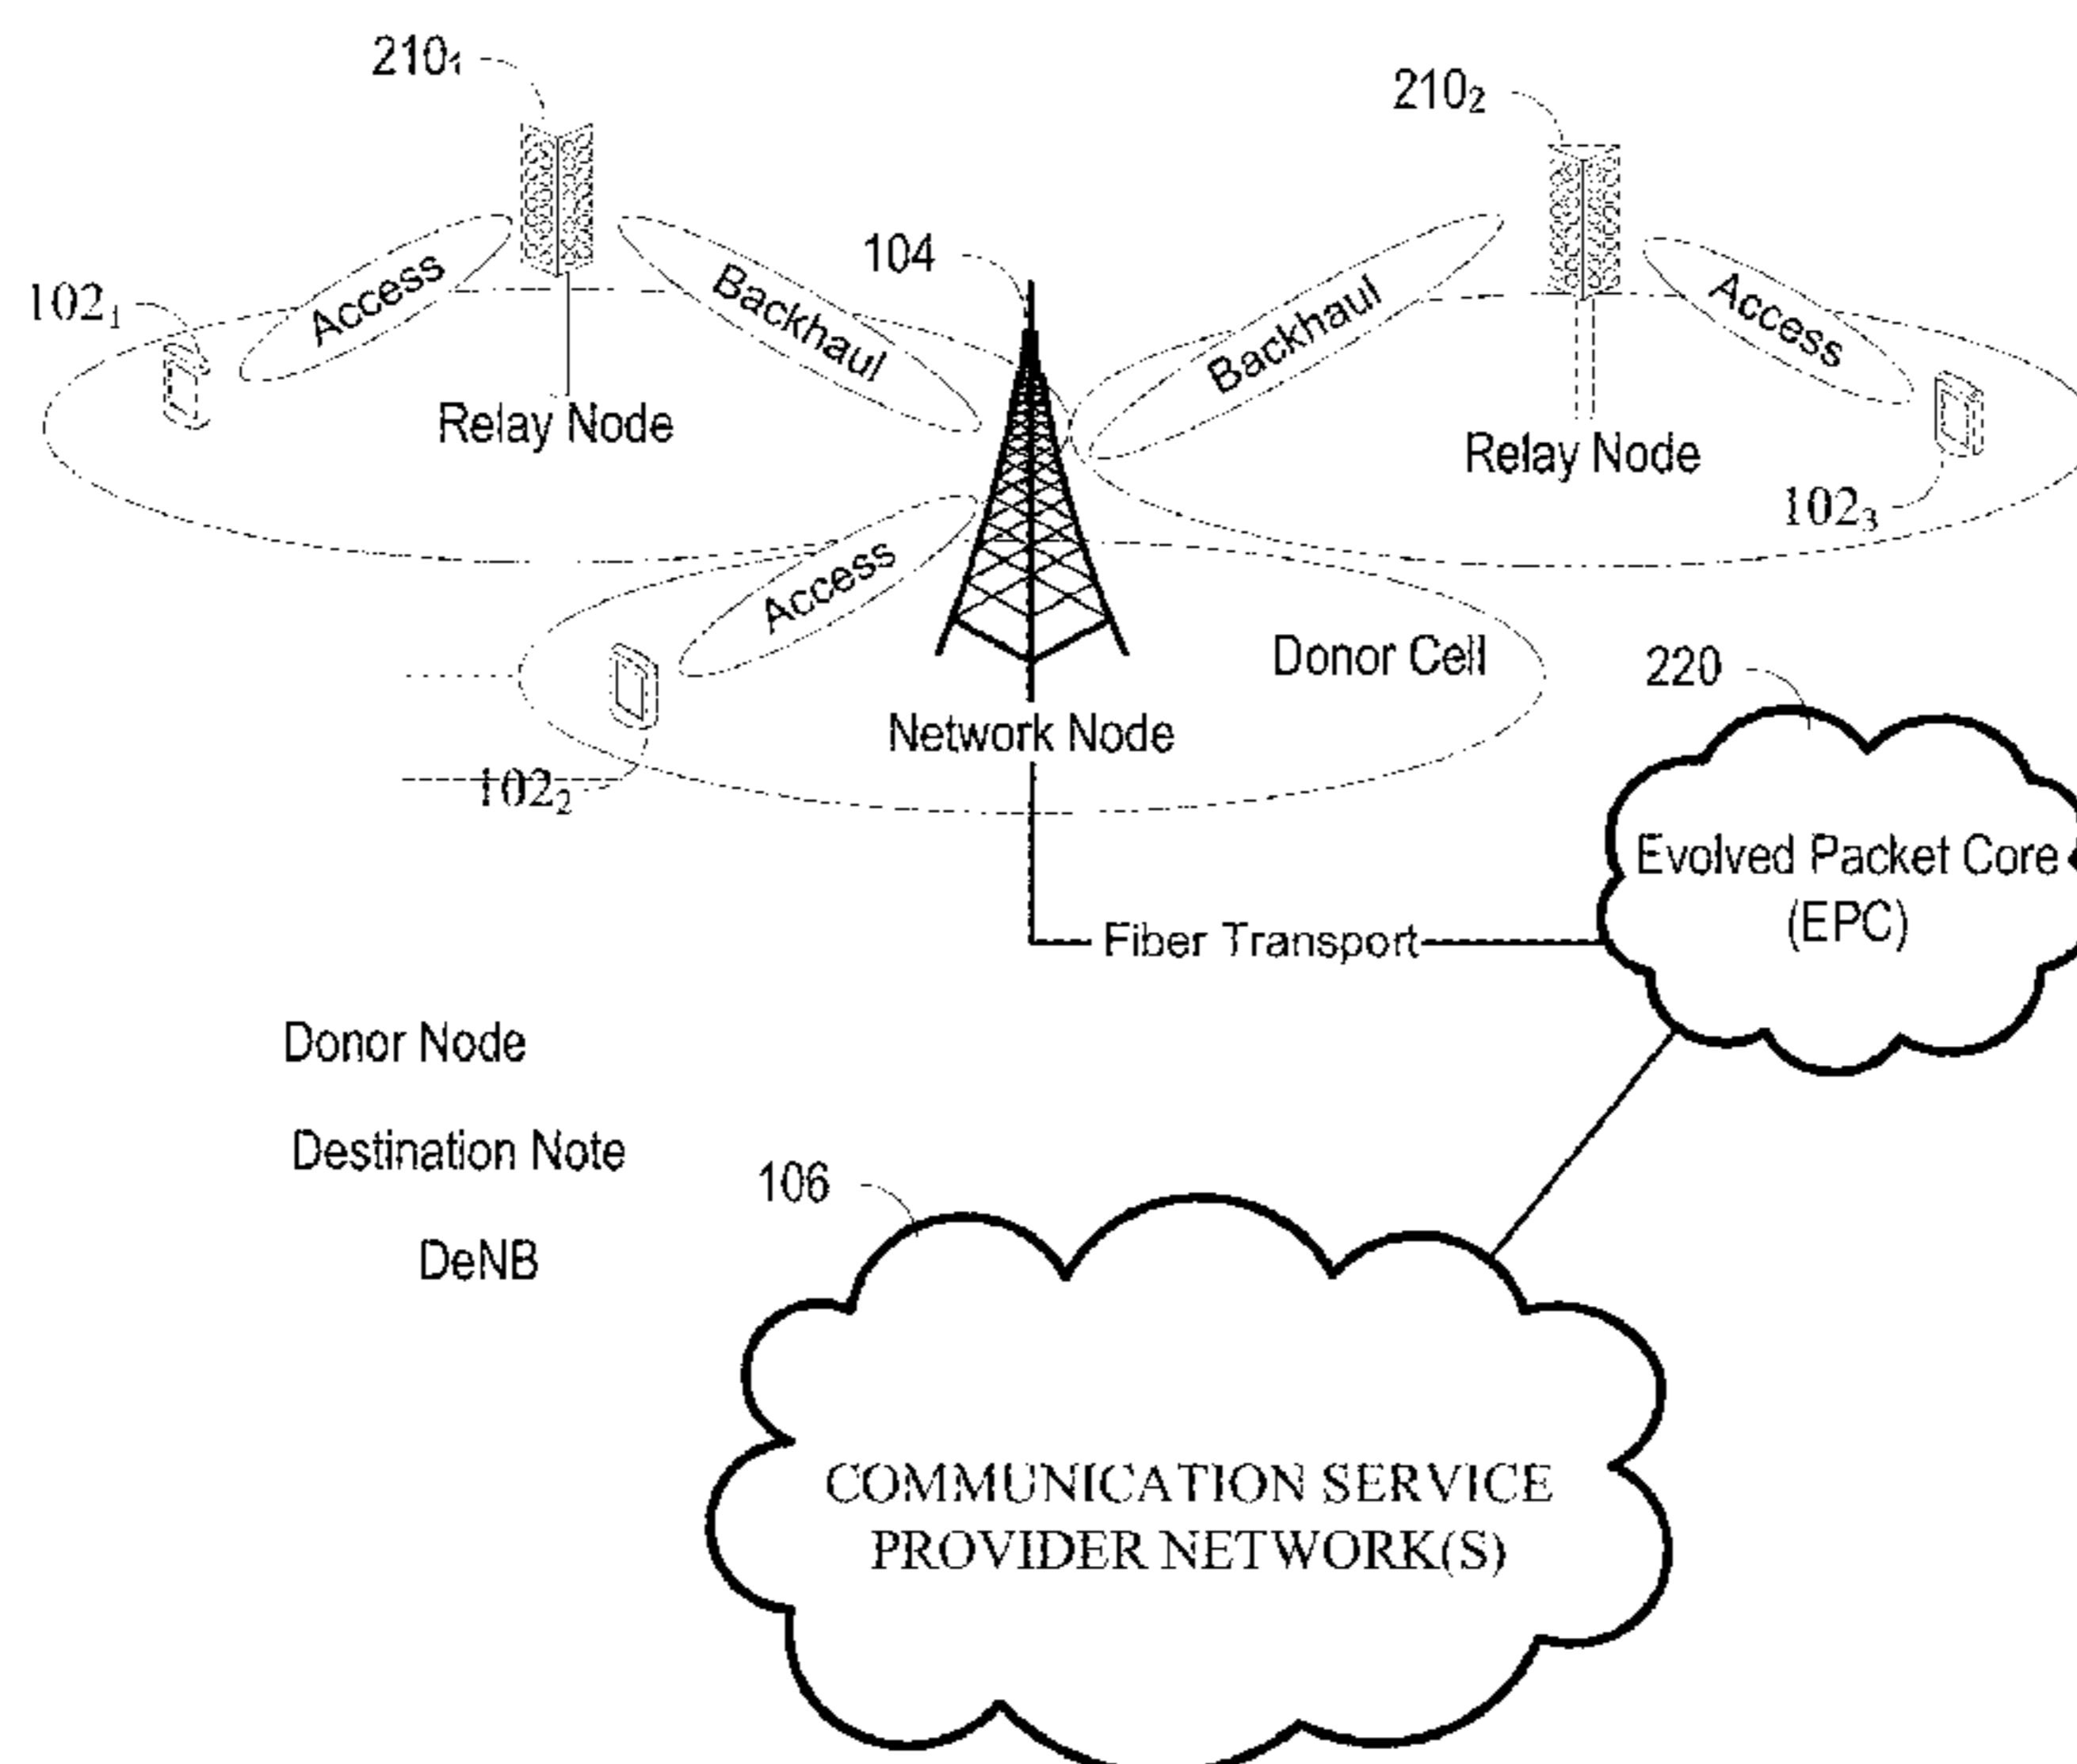 210₁
210₂
104
102₁
Access
Backhaul
Backhaul
Access
Relay Node
Relay Node
102₃
Access
Donor Cell
220
Network Node
102₂
Evolved Packet Core
(EPC)
Fiber Transport
Donor Node
Destination Note
106
DeNB
COMMUNICATION SERVICE
PROVIDER NETWORK(S)